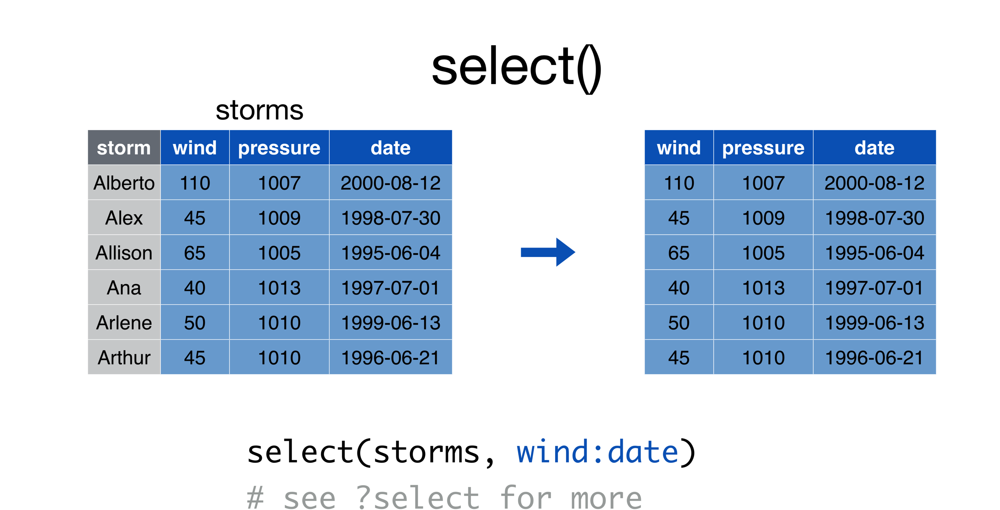 select()
storms
storm wind pressure date
Alberto 110 1007 2000-08-12
Alex 45 1009 1998-07-30
Allison 65 1005 1995-06-04
Ana 40 1013 1997-07-01
Arlene 50 1010 1999-06-13
Arthur 45 1010 1996-06-21
wind pressure date
110 1007 2000-08-12
45 1009 1998-07-30
65 1005 1995-06-04
40 1013 1997-07-01
50 1010 1999-06-13
45 1010 1996-06-21
select(storms, wind:date)
# see ?select for more